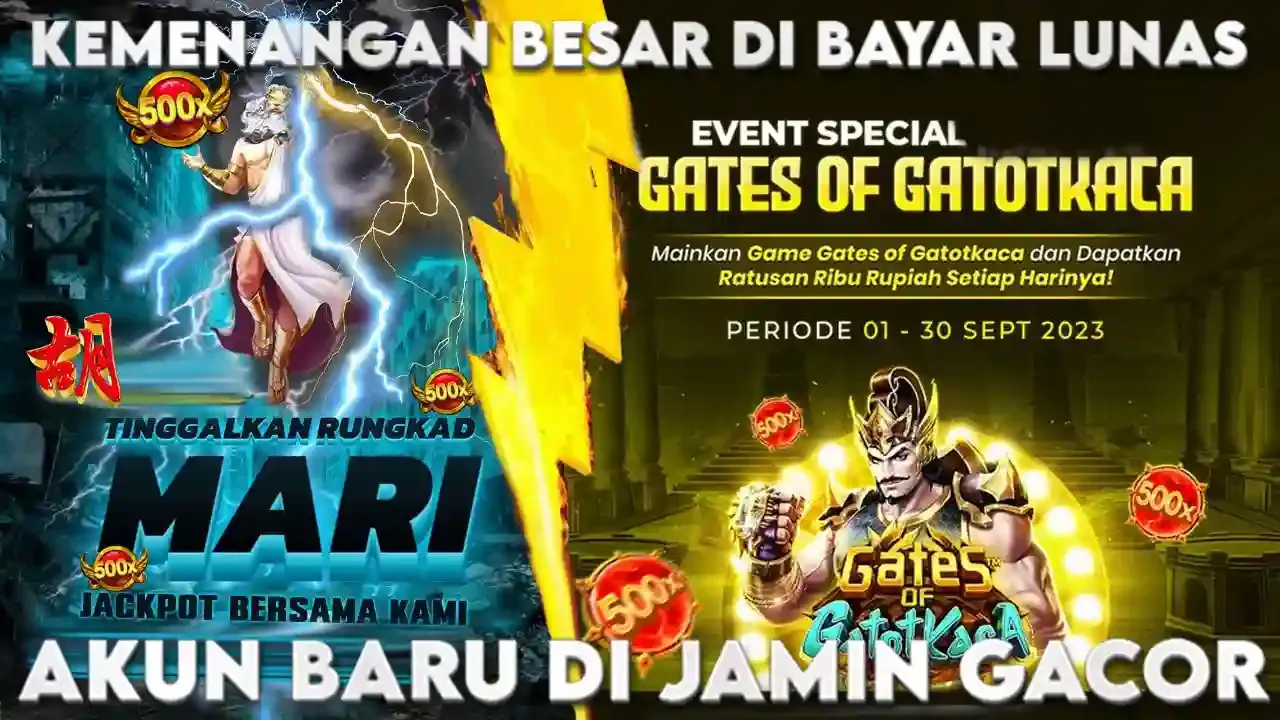 KEMENANGAN BESAR DI BAYAR LUNAS
500x
胡
500x
TINGGALKAN RUNGKAD
MARI
500x
JACKPOT BERSAMA KAMI
EVENT SPECIAL
GATES OF GATOTKACA
Mainkan Game Gates of Gatotkaca dan Dapatkan
Ratusan Ribu Rupiah Setiap Harinya!
PERIODE 01 - 30 SEPT 2023
500x
500x
500x
GATES™
OF
GATOTKACA
AKUN BARU DI JAMIN GACOR